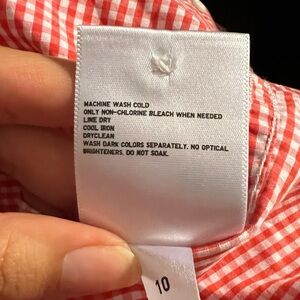 MACHINE WASH COLD
ONLY NON-CHLORINE BLEACH WHEN NEEDED
LINE DRY
COOL IRON
DRYCLEAN
WASH DARK COLORS SEPARATELY. NO OPTICAL
BRIGHTENERS. DO NOT SOAK.
10